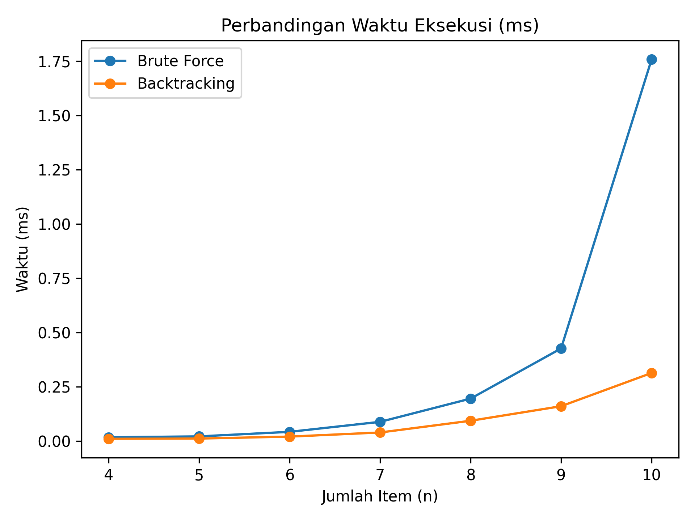 Perbandingan Waktu Eksekusi (ms)
Brute Force
Backtracking
1.75
1.50
1.25
1.00
0.75
0.50
0.25
0.00
Waktu (ms)
4 5 6 7 8 9 10
Jumlah Item (n)